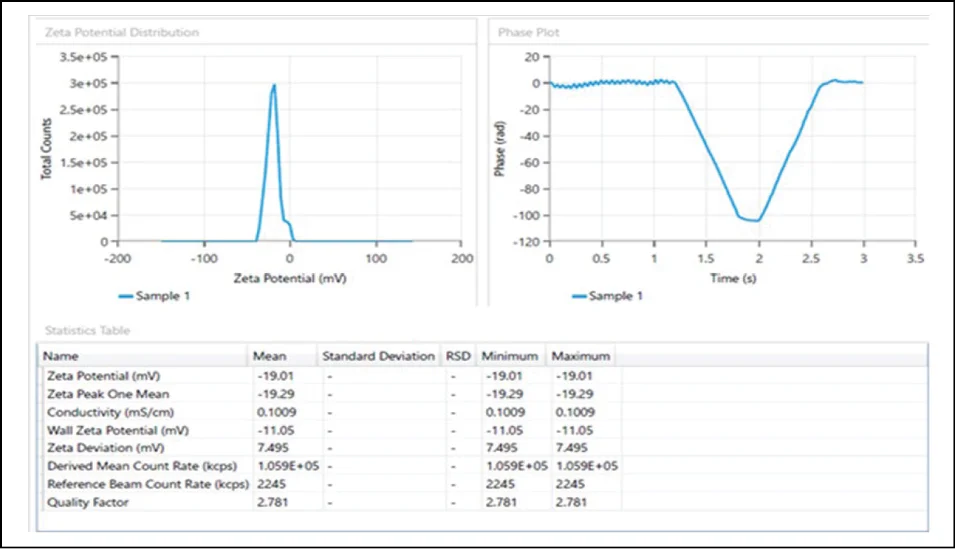 Zeta Potential Distribution
3.5e+05
3e+05
2.5e+05
2e+05
1.5e+05
1e+05
5e+04
0
Total Counts
-200 -100 0 100 200
Zeta Potential (mV)
Sample 1
Phase Plot
20
0
-20
-40
-60
-80
-100
-120
Phase (rad)
0 0.5 1 1.5 2 2.5 3 3.5
Time (s)
Sample 1
Statistics Table
Name Mean Standard Deviation RSD Minimum Maximum
Zeta Potential (mV) -19.01 - - -19.01 -19.01
Zeta Peak One Mean -19.29 - - -19.29 -19.29
Conductivity (mS/cm) 0.1009 - - 0.1009 0.1009
Wall Zeta Potential (mV) -11.05 - - -11.05 -11.05
Zeta Deviation (mV) 7.495 - - 7.495 7.495
Derived Mean Count Rate (kcps) 1.059E+05 - - 1.059E+05 1.059E+05
Reference Beam Count Rate (kcps) 2245 - - 2245 2245
Quality Factor 2.781 - - 2.781 2.781